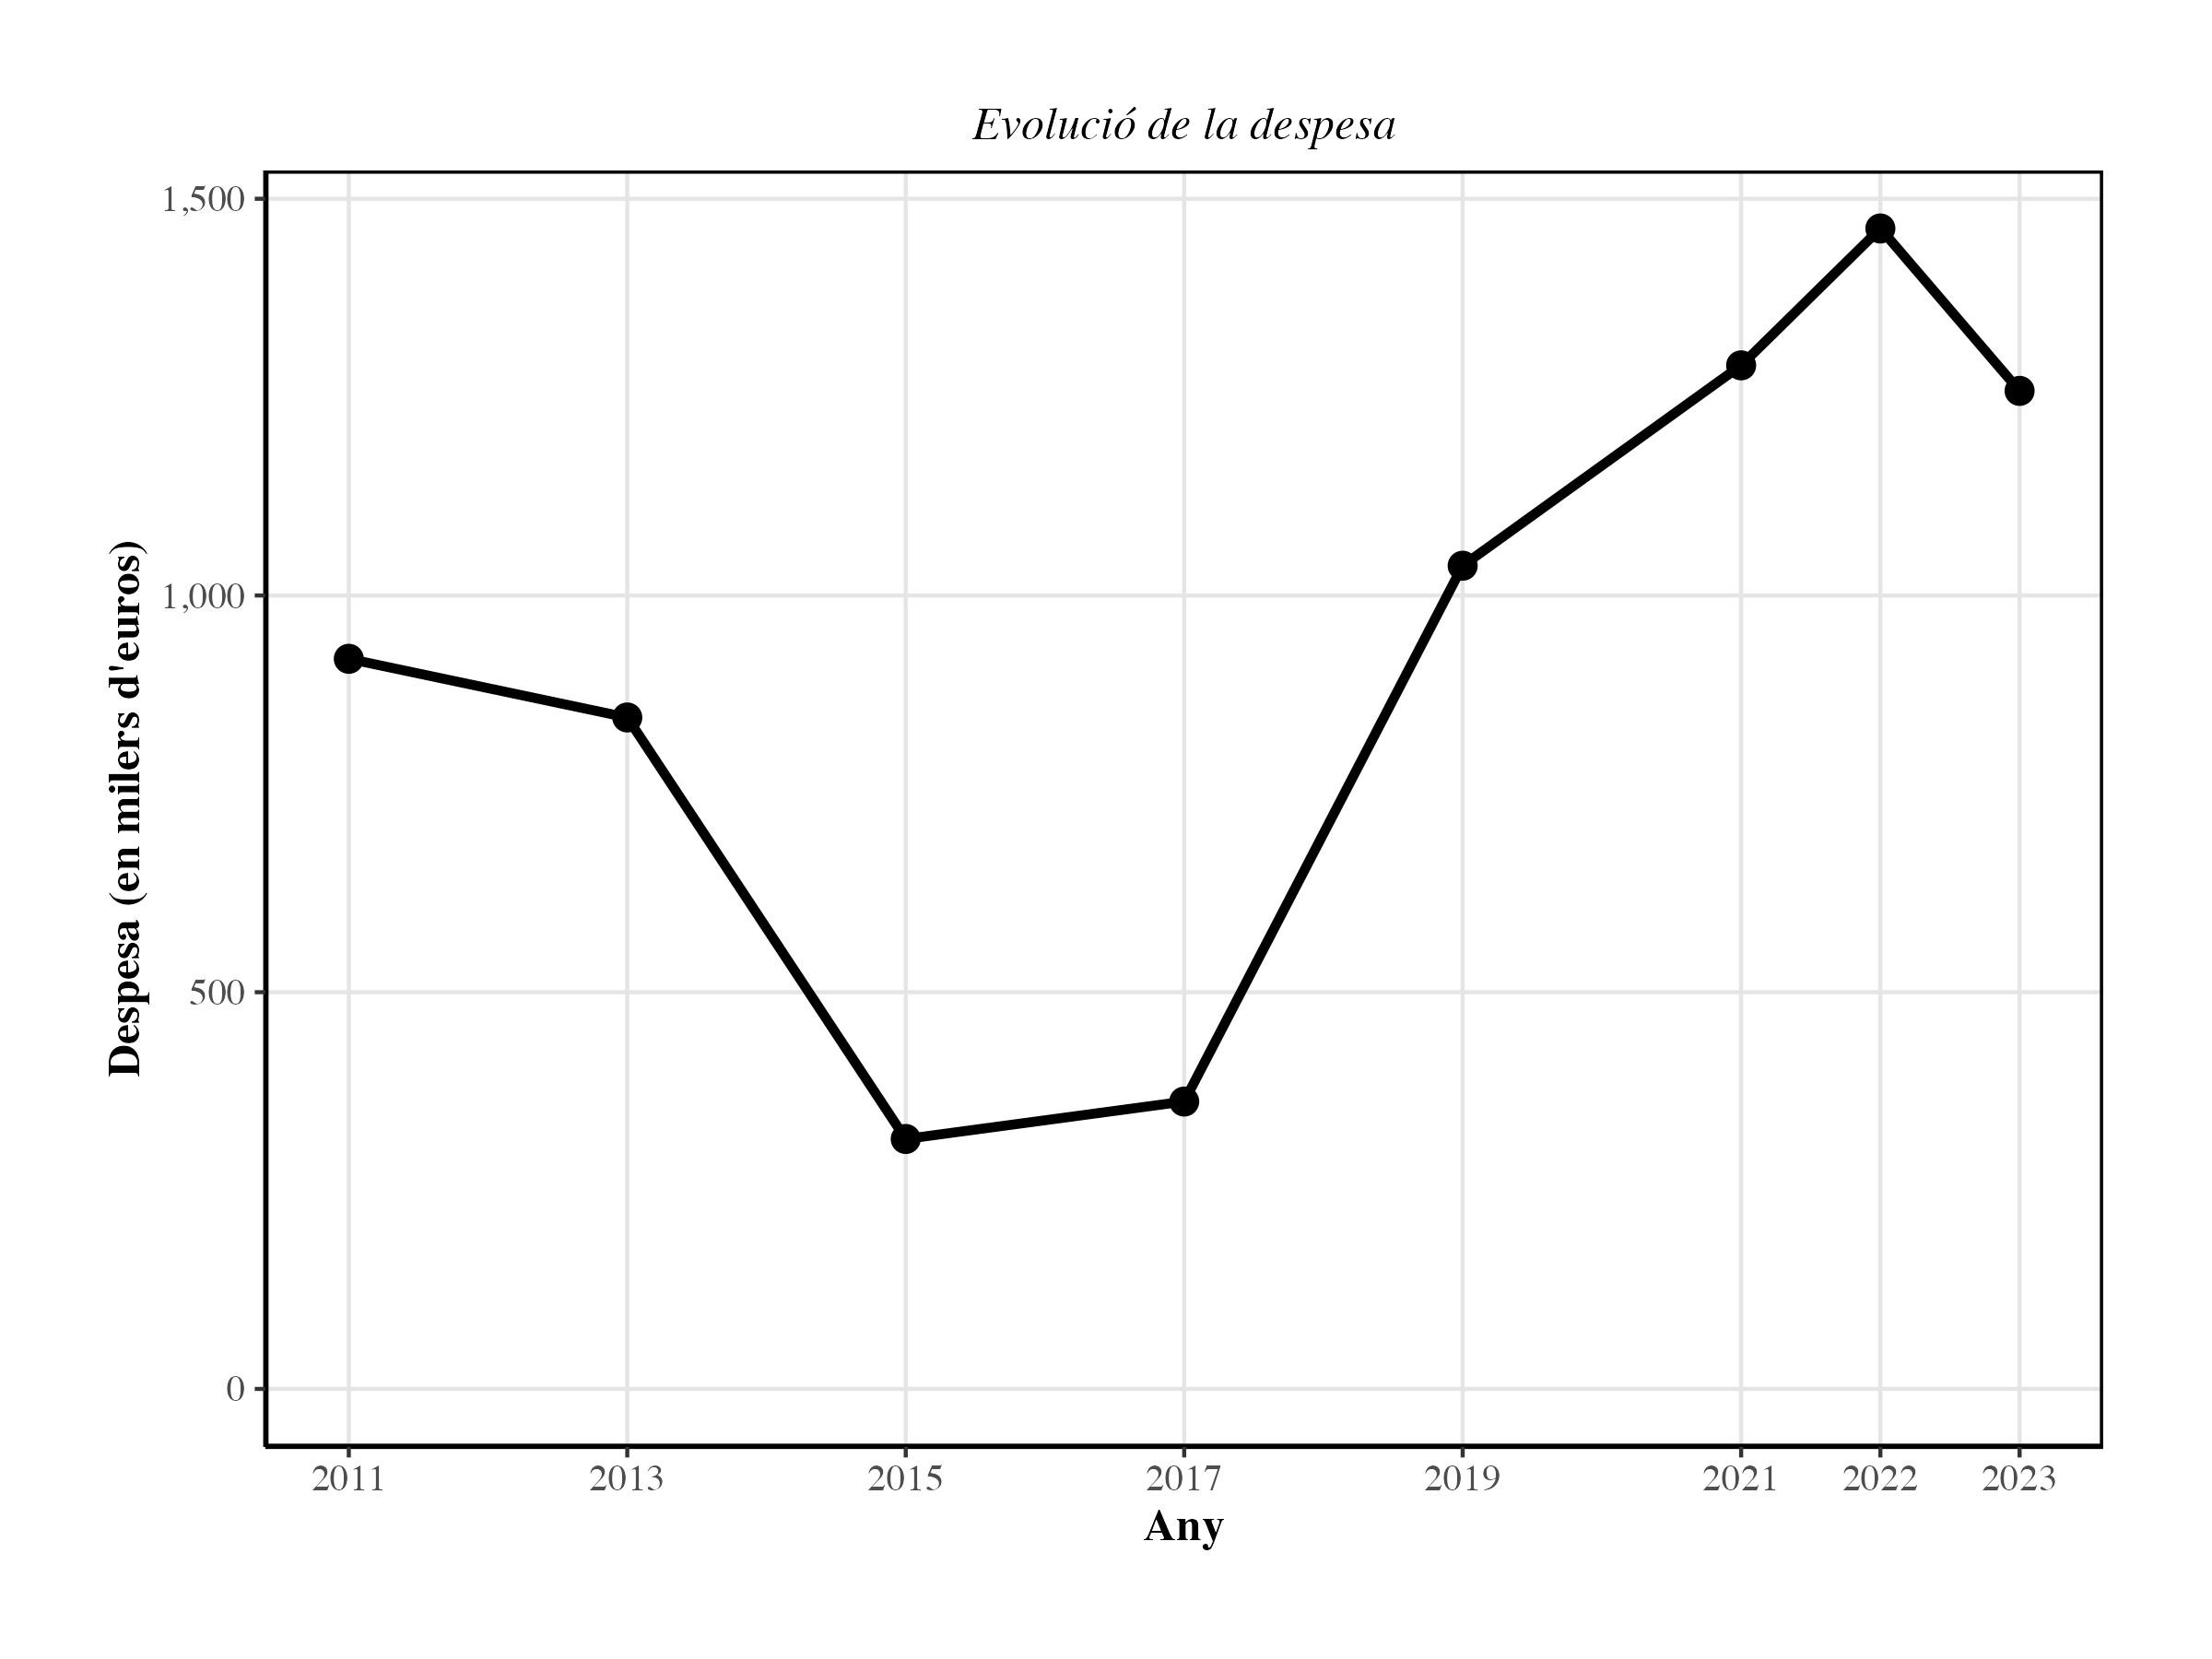 Evolució de la despesa
Despesa (en milers d'euros)
1,500
1,000
500
0
2011 2013 2015 2017 2019 2021 2022 2023
Any